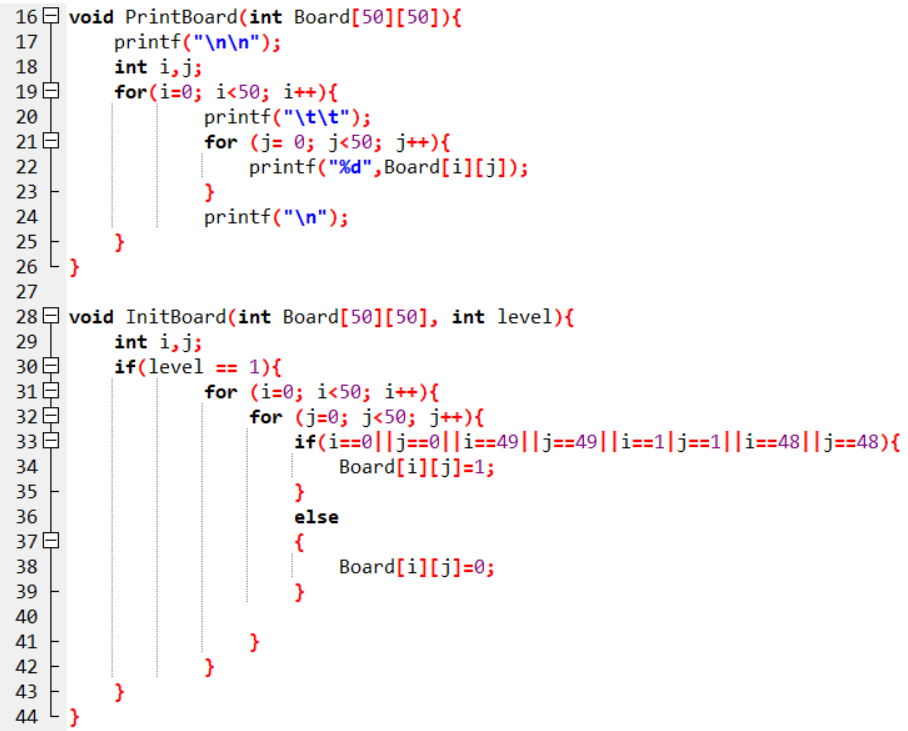 16 void PrintBoard(int Board[50][50]){
17 printf("\n\n");
18 int i,j;
19 for(i=0; i<50; i++){
20 printf("\t\t");
21 for (j= 0; j<50; j++){
22 printf("%d",Board[i][j]);
23 }
24 printf("\n");
25 }
26 }
27
28 void InitBoard(int Board[50][50], int level){
29 int i,j;
30 if(level == 1){
31 for (i=0; i<50; i++){
32 for (j=0; j<50; j++){
33 if(i==0||j==0||i==49||j==49||i==1|j==1||i==48||j==48){
34 Board[i][j]=1;
35 }
36 else
37 {
38 Board[i][j]=0;
39 }
40
41 }
42 }
43 }
44 }